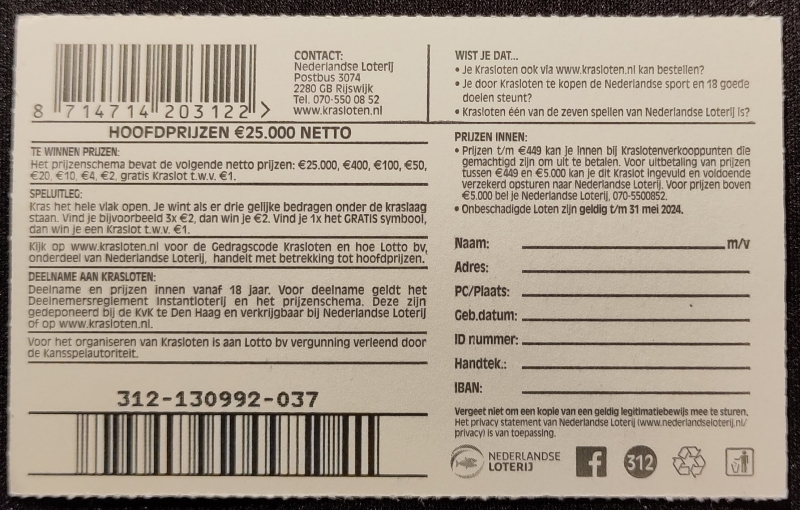 8 714714 203122 >
CONTACT:
Nederlandse Loterij
Postbus 3074
2280 GB Rijswijk
Tel. 070-550 08 52
www.krasloten.nl
HOOFDPRIJZEN €25.000 NETTO
TE WINNEN PRIJZEN:
Het prijzenschema bevat de volgende netto prijzen: €25.000, €400, €100, €50,
€20, €10, €4, €2, gratis Kraslot t.w.v. €1.
SPELUITLEG:
Kras het hele vlak open. Je wint als er drie gelijke bedragen onder de kraslaag
staan. Vind je bijvoorbeeld 3x €2, dan win je €2. Vind je 1x het GRATIS symbool,
dan win je een Kraslot t.w.v. €1.
Kijk op www.krasloten.nl voor de Gedragscode Krasloten en hoe Lotto bv,
onderdeel van Nederlandse Loterij, handelt met betrekking tot hoofdprijzen.
DEELNAME AAN KRASLOTEN:
Deelname en prijzen innen vanaf 18 jaar. Voor deelname geldt het
Deelnemersreglement Instantloterij en het prijzenschema. Deze zijn
gedeponeerd bij de KvK te Den Haag en verkrijgbaar bij Nederlandse Loterij
of op www.krasloten.nl.
Voor het organiseren van Krasloten is aan Lotto bv vergunning verleend door
de Kansspelautoriteit.
312-130992-037
WIST JE DAT...
• Je Krasloten ook via www.krasloten.nl kan bestellen?
• Je door Krasloten te kopen de Nederlandse sport en 18 goede
doelen steunt?
• Krasloten één van de zeven spellen van Nederlandse Loterij is?
PRIJZEN INNEN:
• Prijzen t/m €449 kan je innen bij Kraslotenverkooppunten die
gemachtigd zijn om uit te betalen. Voor uitbetaling van prijzen
tussen €449 en €5.000 kan je dit Kraslot ingevuld en voldoende
verzekerd opsturen naar Nederlandse Loterij. Voor prijzen boven
€5.000 bel je Nederlandse Loterij, 070-5500852.
• Onbeschadigde Loten zijn geldig t/m 31 mei 2024.
Naam: m/v
Adres:
PC/Plaats:
Geb.datum:
ID nummer:
Handtek.:
IBAN:
Vergeet niet om een kopie van een geldig legitimatiebewijs mee te sturen.
Het privacy statement van Nederlandse Loterij (www.nederlandseloterij.nl/
privacy) is van toepassing.
NEDERLANDSE
LOTERIJ
f
312